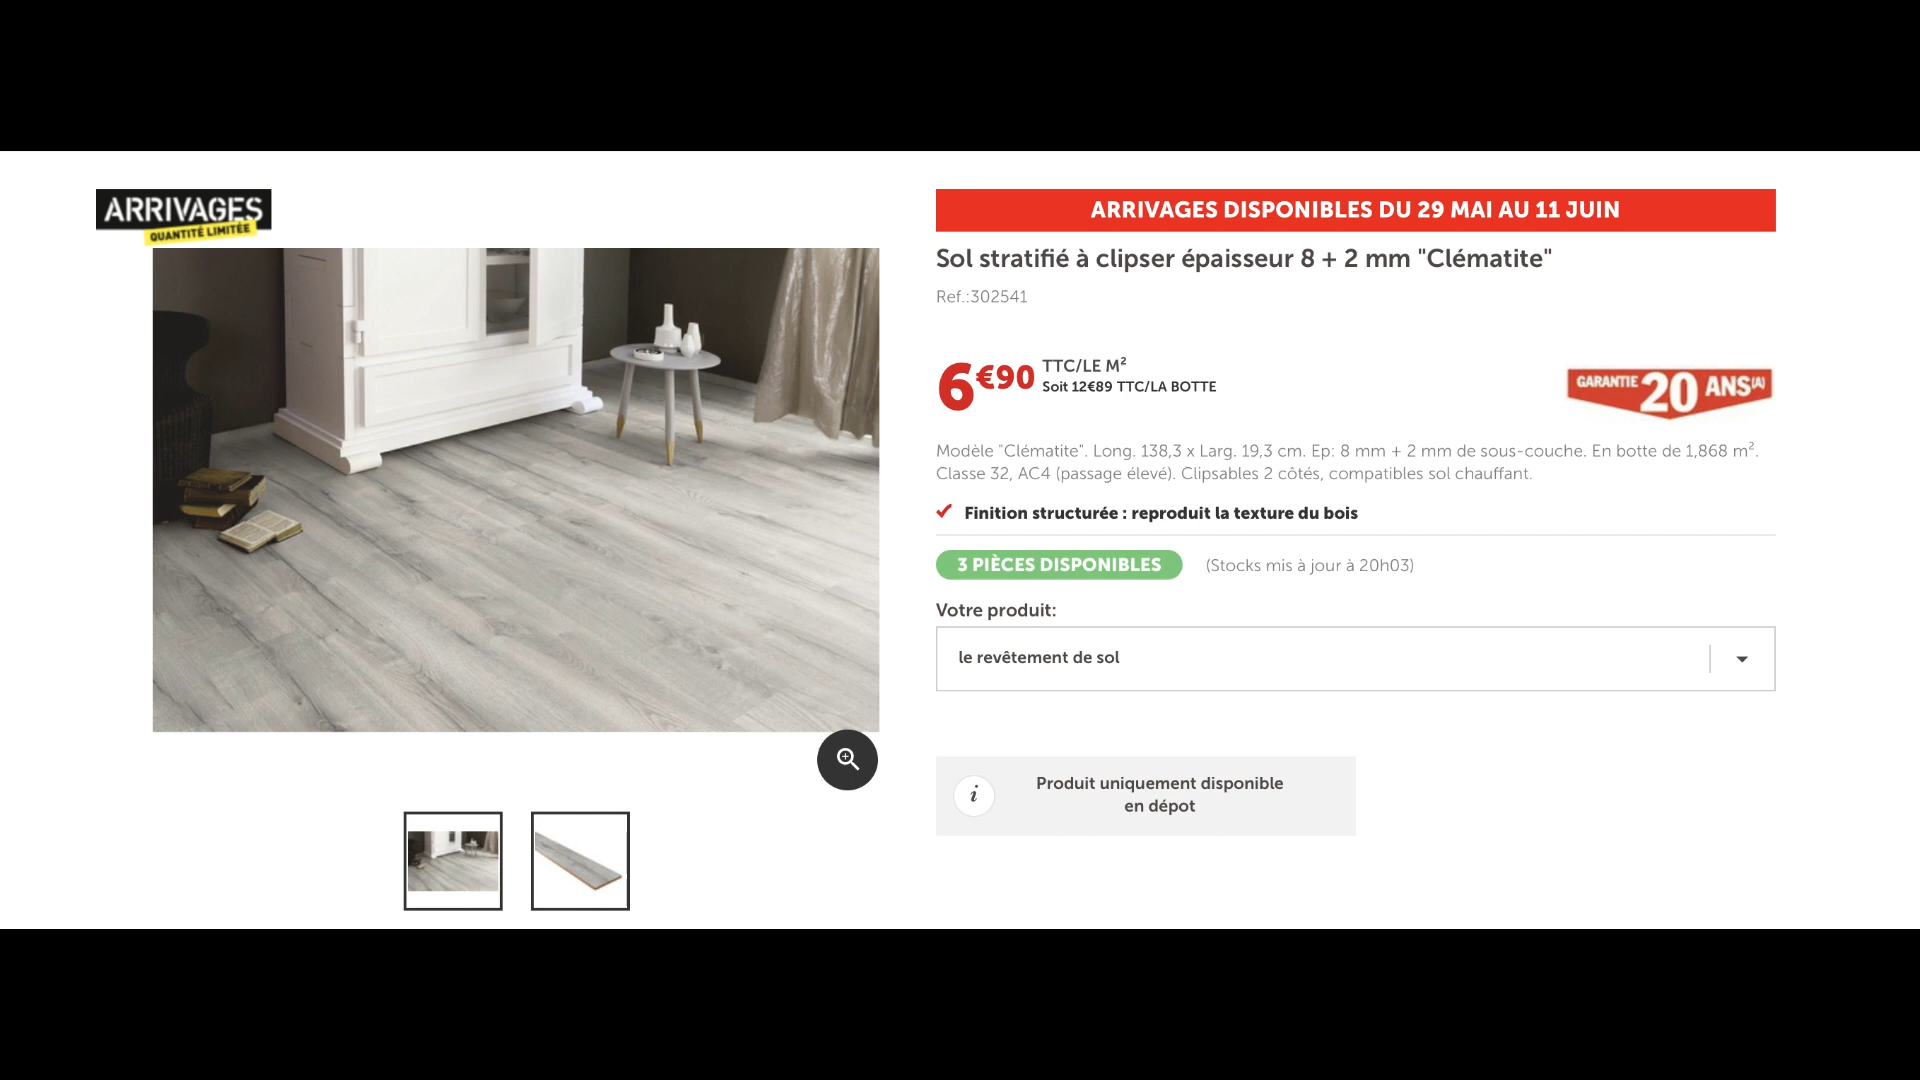 ARRIVAGES
QUANTITÉ LIMITÉE
ARRIVAGES DISPONIBLES DU 29 MAI AU 11 JUIN
Sol stratifié à clipser épaisseur 8 + 2 mm "Clématite"
Ref.:302541
6€90 TTC/LE M²
Soit 12€89 TTC/LA BOTTE
GARANTIE 20 ANS(A)
Modèle "Clématite". Long. 138,3 x Larg. 19,3 cm. Ep: 8 mm + 2 mm de sous-couche. En botte de 1,868 m².
Classe 32, AC4 (passage élevé). Clipsables 2 côtés, compatibles sol chauffant.
Finition structurée : reproduit la texture du bois
3 PIÈCES DISPONIBLES (Stocks mis à jour à 20h03)
Votre produit:
le revêtement de sol
i
Produit uniquement disponible
en dépot